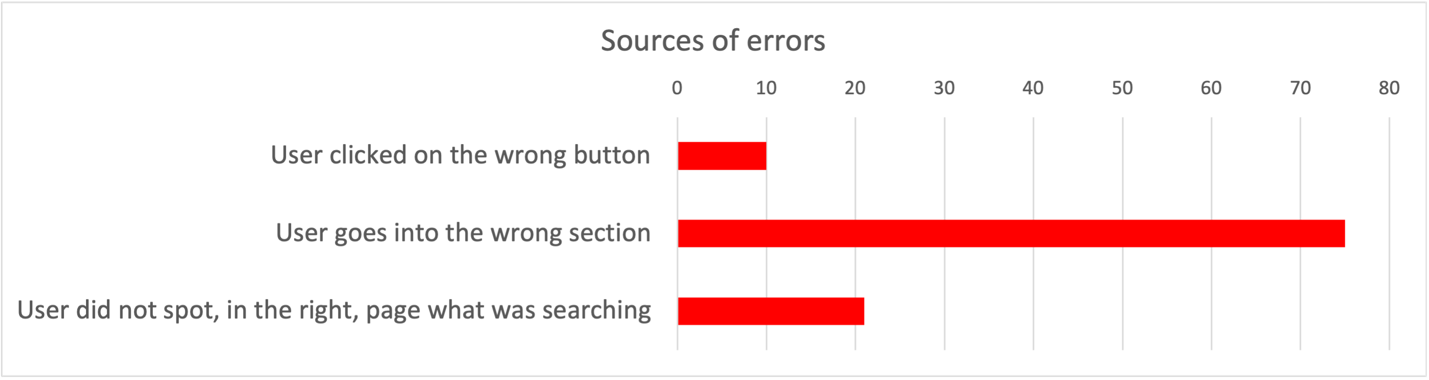 Sources of errors
0 10 20 30 40 50 60 70 80
User clicked on the wrong button
User goes into the wrong section
User did not spot, in the right, page what was searching